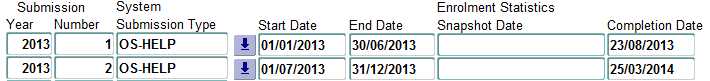 Submission System Enrolment Statistics
Year Number Submission Type Start Date End Date Snapshot Date Completion Date
2013 1 OS-HELP 01/01/2013 30/06/2013 23/08/2013
2013 2 OS-HELP 01/07/2013 31/12/2013 25/03/2014